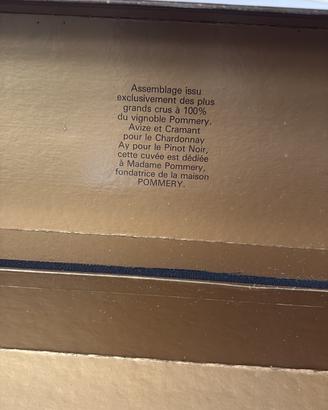 Assemblage issu
exclusivement des plus
grands crus à 100%
du vignoble Pommery.
Avize et Cramant
pour le Chardonnay
Ay pour le Pinot Noir,
cette cuvée est dédiée
à Madame Pommery,
fondatrice de la maison
POMMERY.